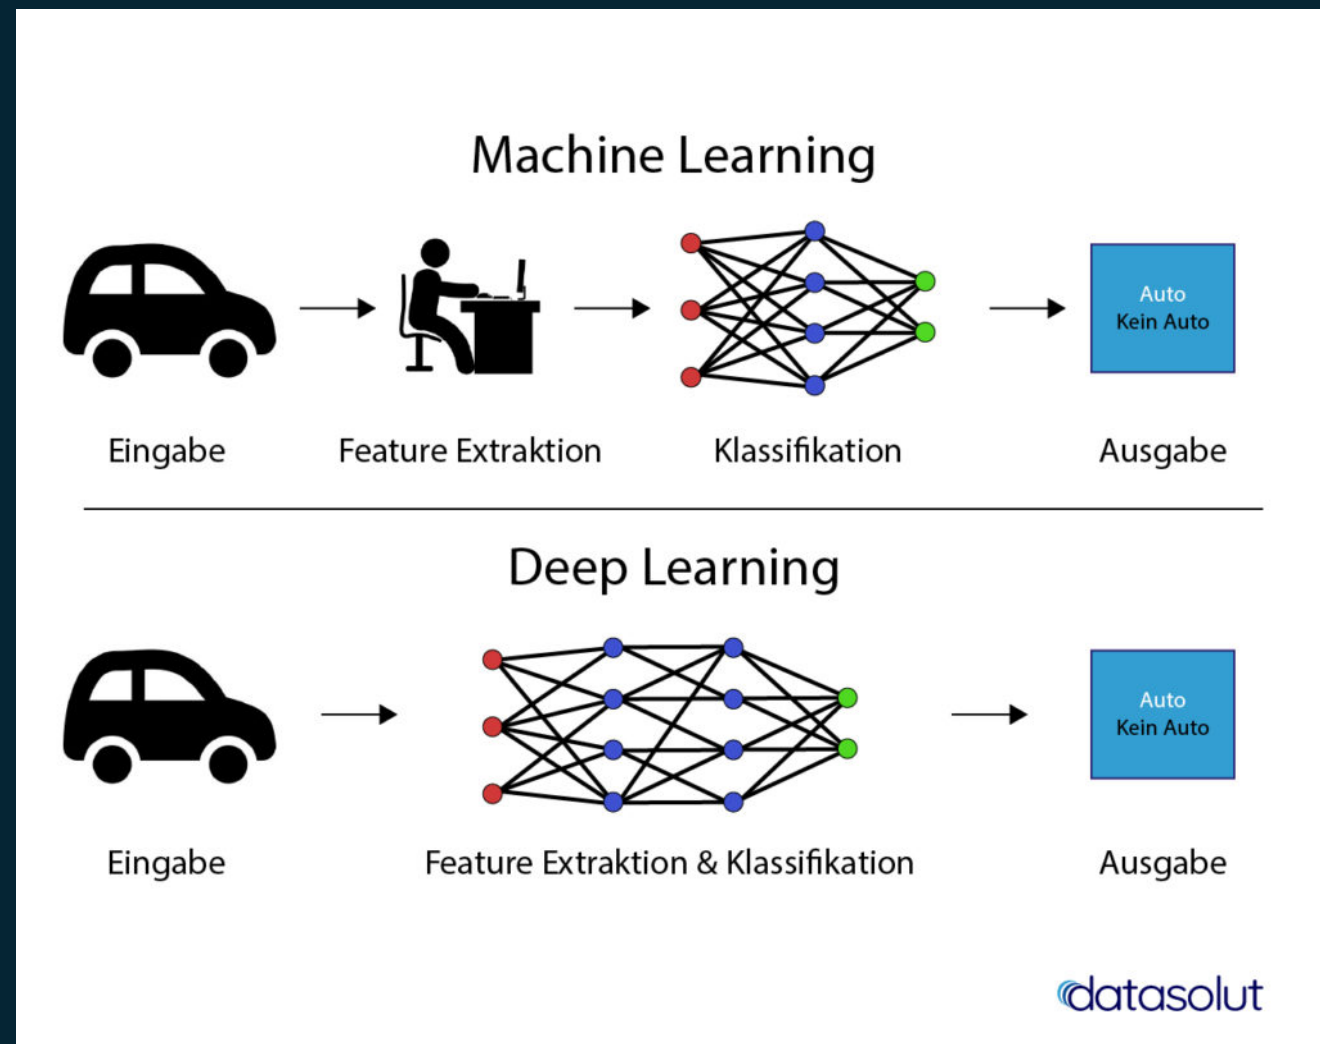 Machine Learning
Auto
Kein Auto
Eingabe
Feature Extraktion
Klassifikation
Ausgabe
Deep Learning
Auto
Kein Auto
Eingabe
Feature Extraktion & Klassifikation
Ausgabe
datasolut